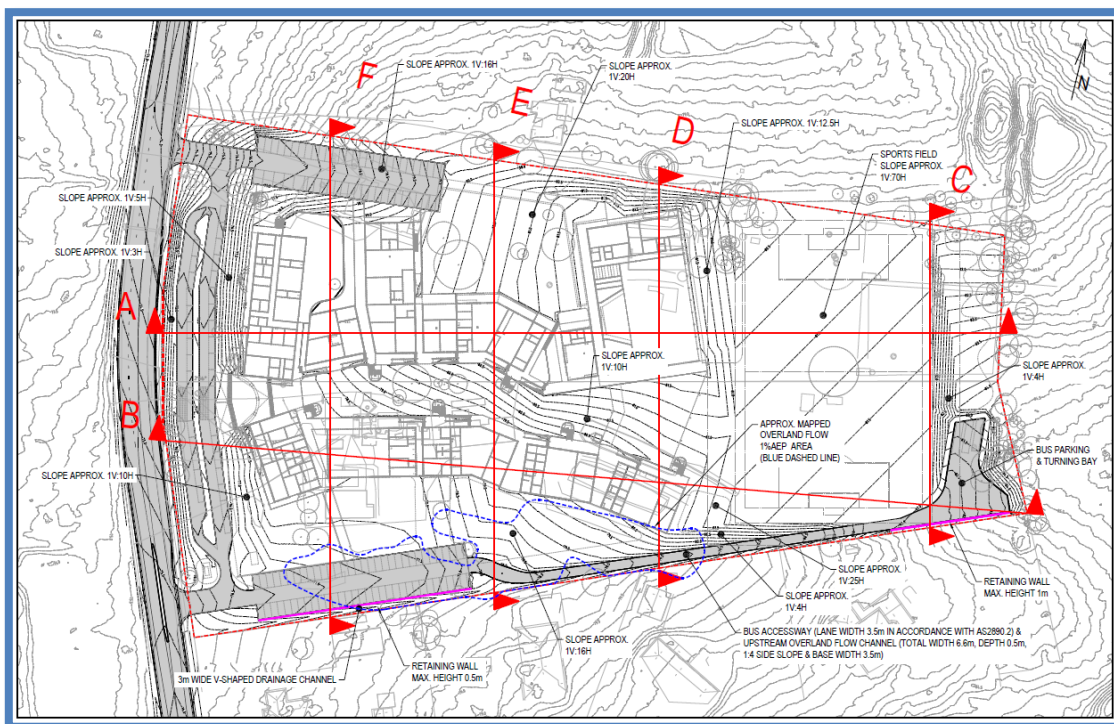 F
SLOPE APPROX. 1V:16H
SLOPE APPROX.
1V:20H
E
D
SLOPE APPROX. 1V:12.5H
SPORTS FIELD
SLOPE APPROX.
1V:70H
C
N
SLOPE APPROX. 1V:5H
SLOPE APPROX. 1V:3H
A
SLOPE APPROX.
1V:10H
SLOPE APPROX.
1V:4H
B
APPROX. MAPPED
OVERLAND FLOW
1%AEP AREA
(BLUE DASHED LINE)
BUS PARKING
& TURNING BAY
SLOPE APPROX. 1V:10H
SLOPE APPROX.
1V:25H
RETAINING WALL
MAX. HEIGHT 1m
SLOPE APPROX.
1V:4H
BUS ACCESSWAY (LANE WIDTH 3.5m IN ACCORDANCE WITH AS2890.2) &
UPSTREAM OVERLAND FLOW CHANNEL (TOTAL WIDTH 6.6m, DEPTH 0.5m,
1:4 SIDE SLOPE & BASE WIDTH 3.5m)
SLOPE APPROX.
1V:16H
RETAINING WALL
MAX. HEIGHT 0.5m
3m WIDE V-SHAPED DRAINAGE CHANNEL